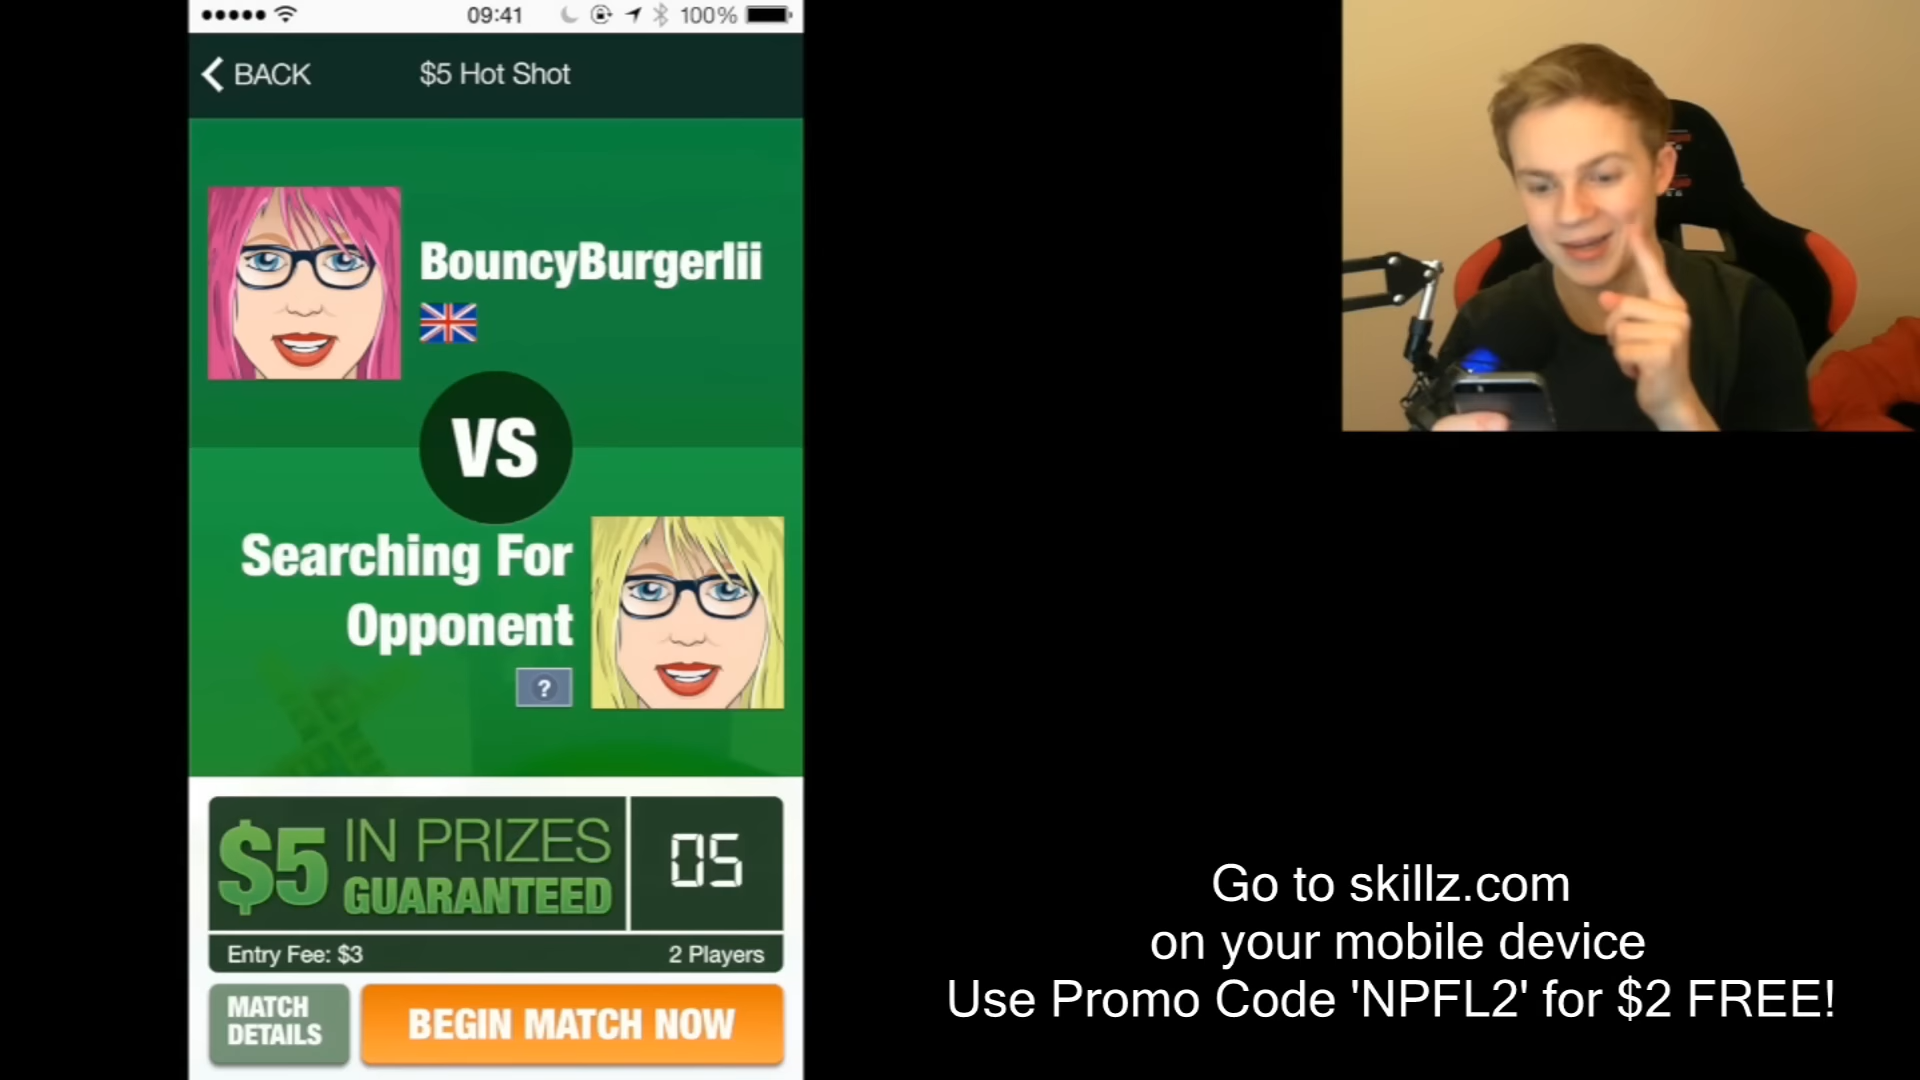 09:41
100%
BACK
$5 Hot Shot
BouncyBurgerlii
VS
Searching For
Opponent
?
$5 IN PRIZES
GUARANTEED
05
Entry Fee: $3
2 Players
MATCH
DETAILS
BEGIN MATCH NOW
Go to skillz.com
on your mobile device
Use Promo Code 'NPFL2' for $2 FREE!